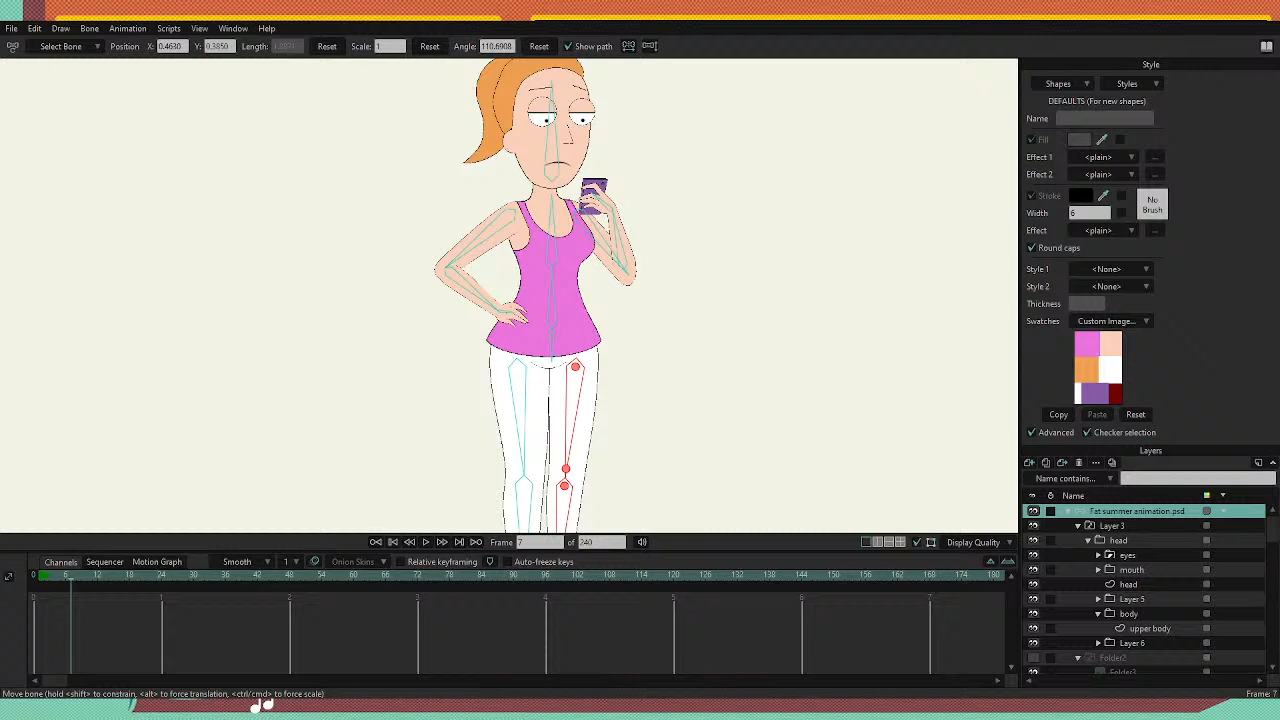 File Edit Draw Bone Animation Scripts View Window Help
Select Bone Position X: 0.4630 Y: 0.3850 Length: Reset Scale: 1 Reset Angle: 110.6908 Reset Show path
Style
Shapes Styles
DEFAULTS (For new shapes)
Name
Fill
Effect 1 <plain> ...
Effect 2 <plain> ...
Stroke
No Brush
Width 6
Effect <plain> ...
Round caps
Style 1 <None>
Style 2 <None>
Thickness
Swatches Custom Image...
Copy Paste Reset
Advanced Checker selection
Layers
Name contains...
Name
Fat summer animation.psd
Layer 3
head
eyes
mouth
head
Layer 5
body
upper body
Layer 6
Folder2
Folder3
Frame 7 of 240 Display Quality
Channels Sequencer Motion Graph Smooth 1 Onion Skins Relative keyframing Auto-freeze keys
0 6 12 18 24 30 36 42 48 54 60 66 72 78 84 90 96 102 108 114 120 126 132 138 144 150 156 162 168 174 180
0 1 2 3 4 5 6 7
Move bone (hold <shift> to constrain, <alt> to force translation, <ctrl/cmd> to force scale) Frame: 7